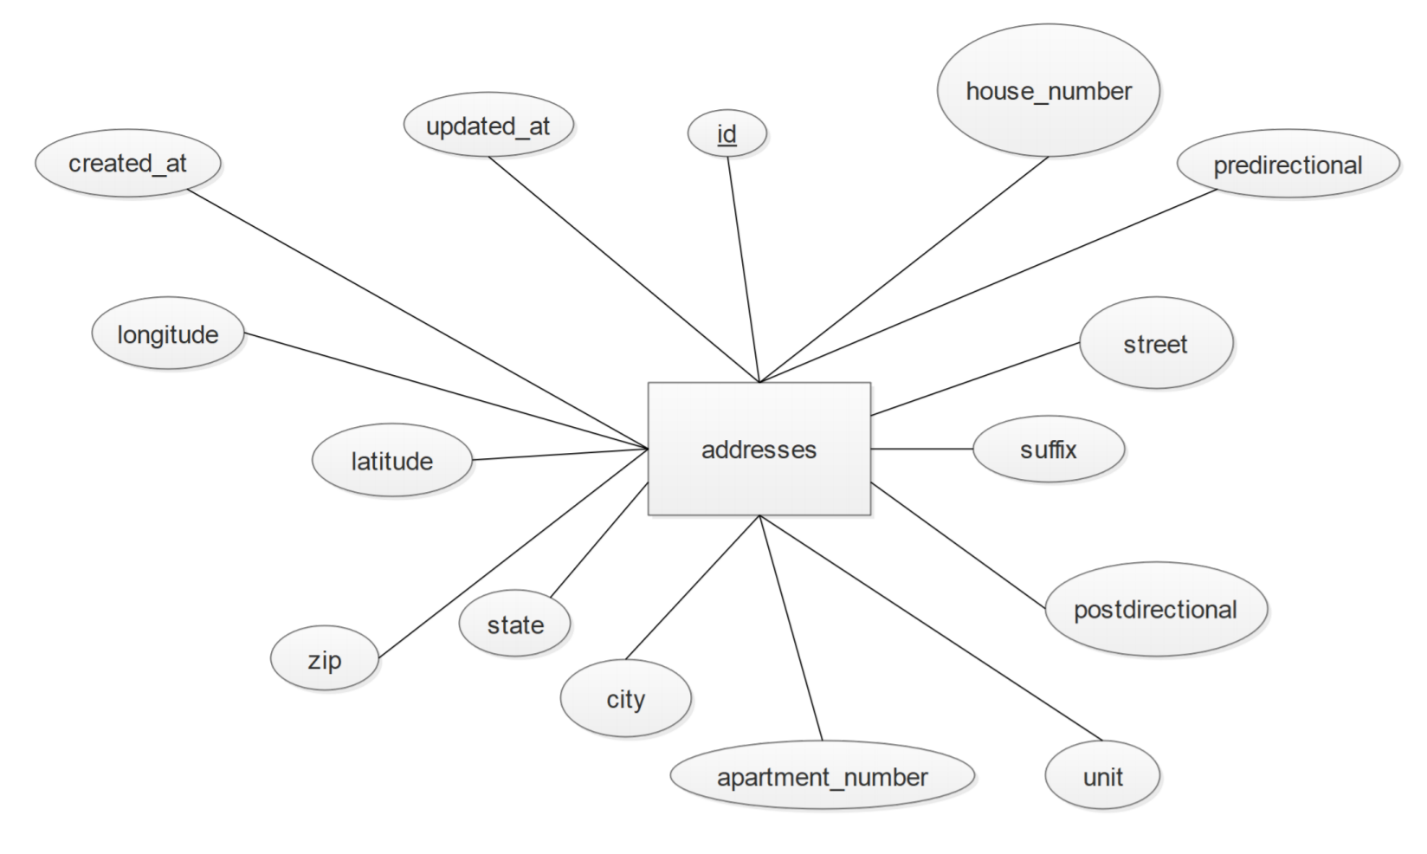 house_number
updated_at
id
created_at
predirectional
longitude
street
latitude
addresses
suffix
postdirectional
state
zip
city
apartment_number
unit